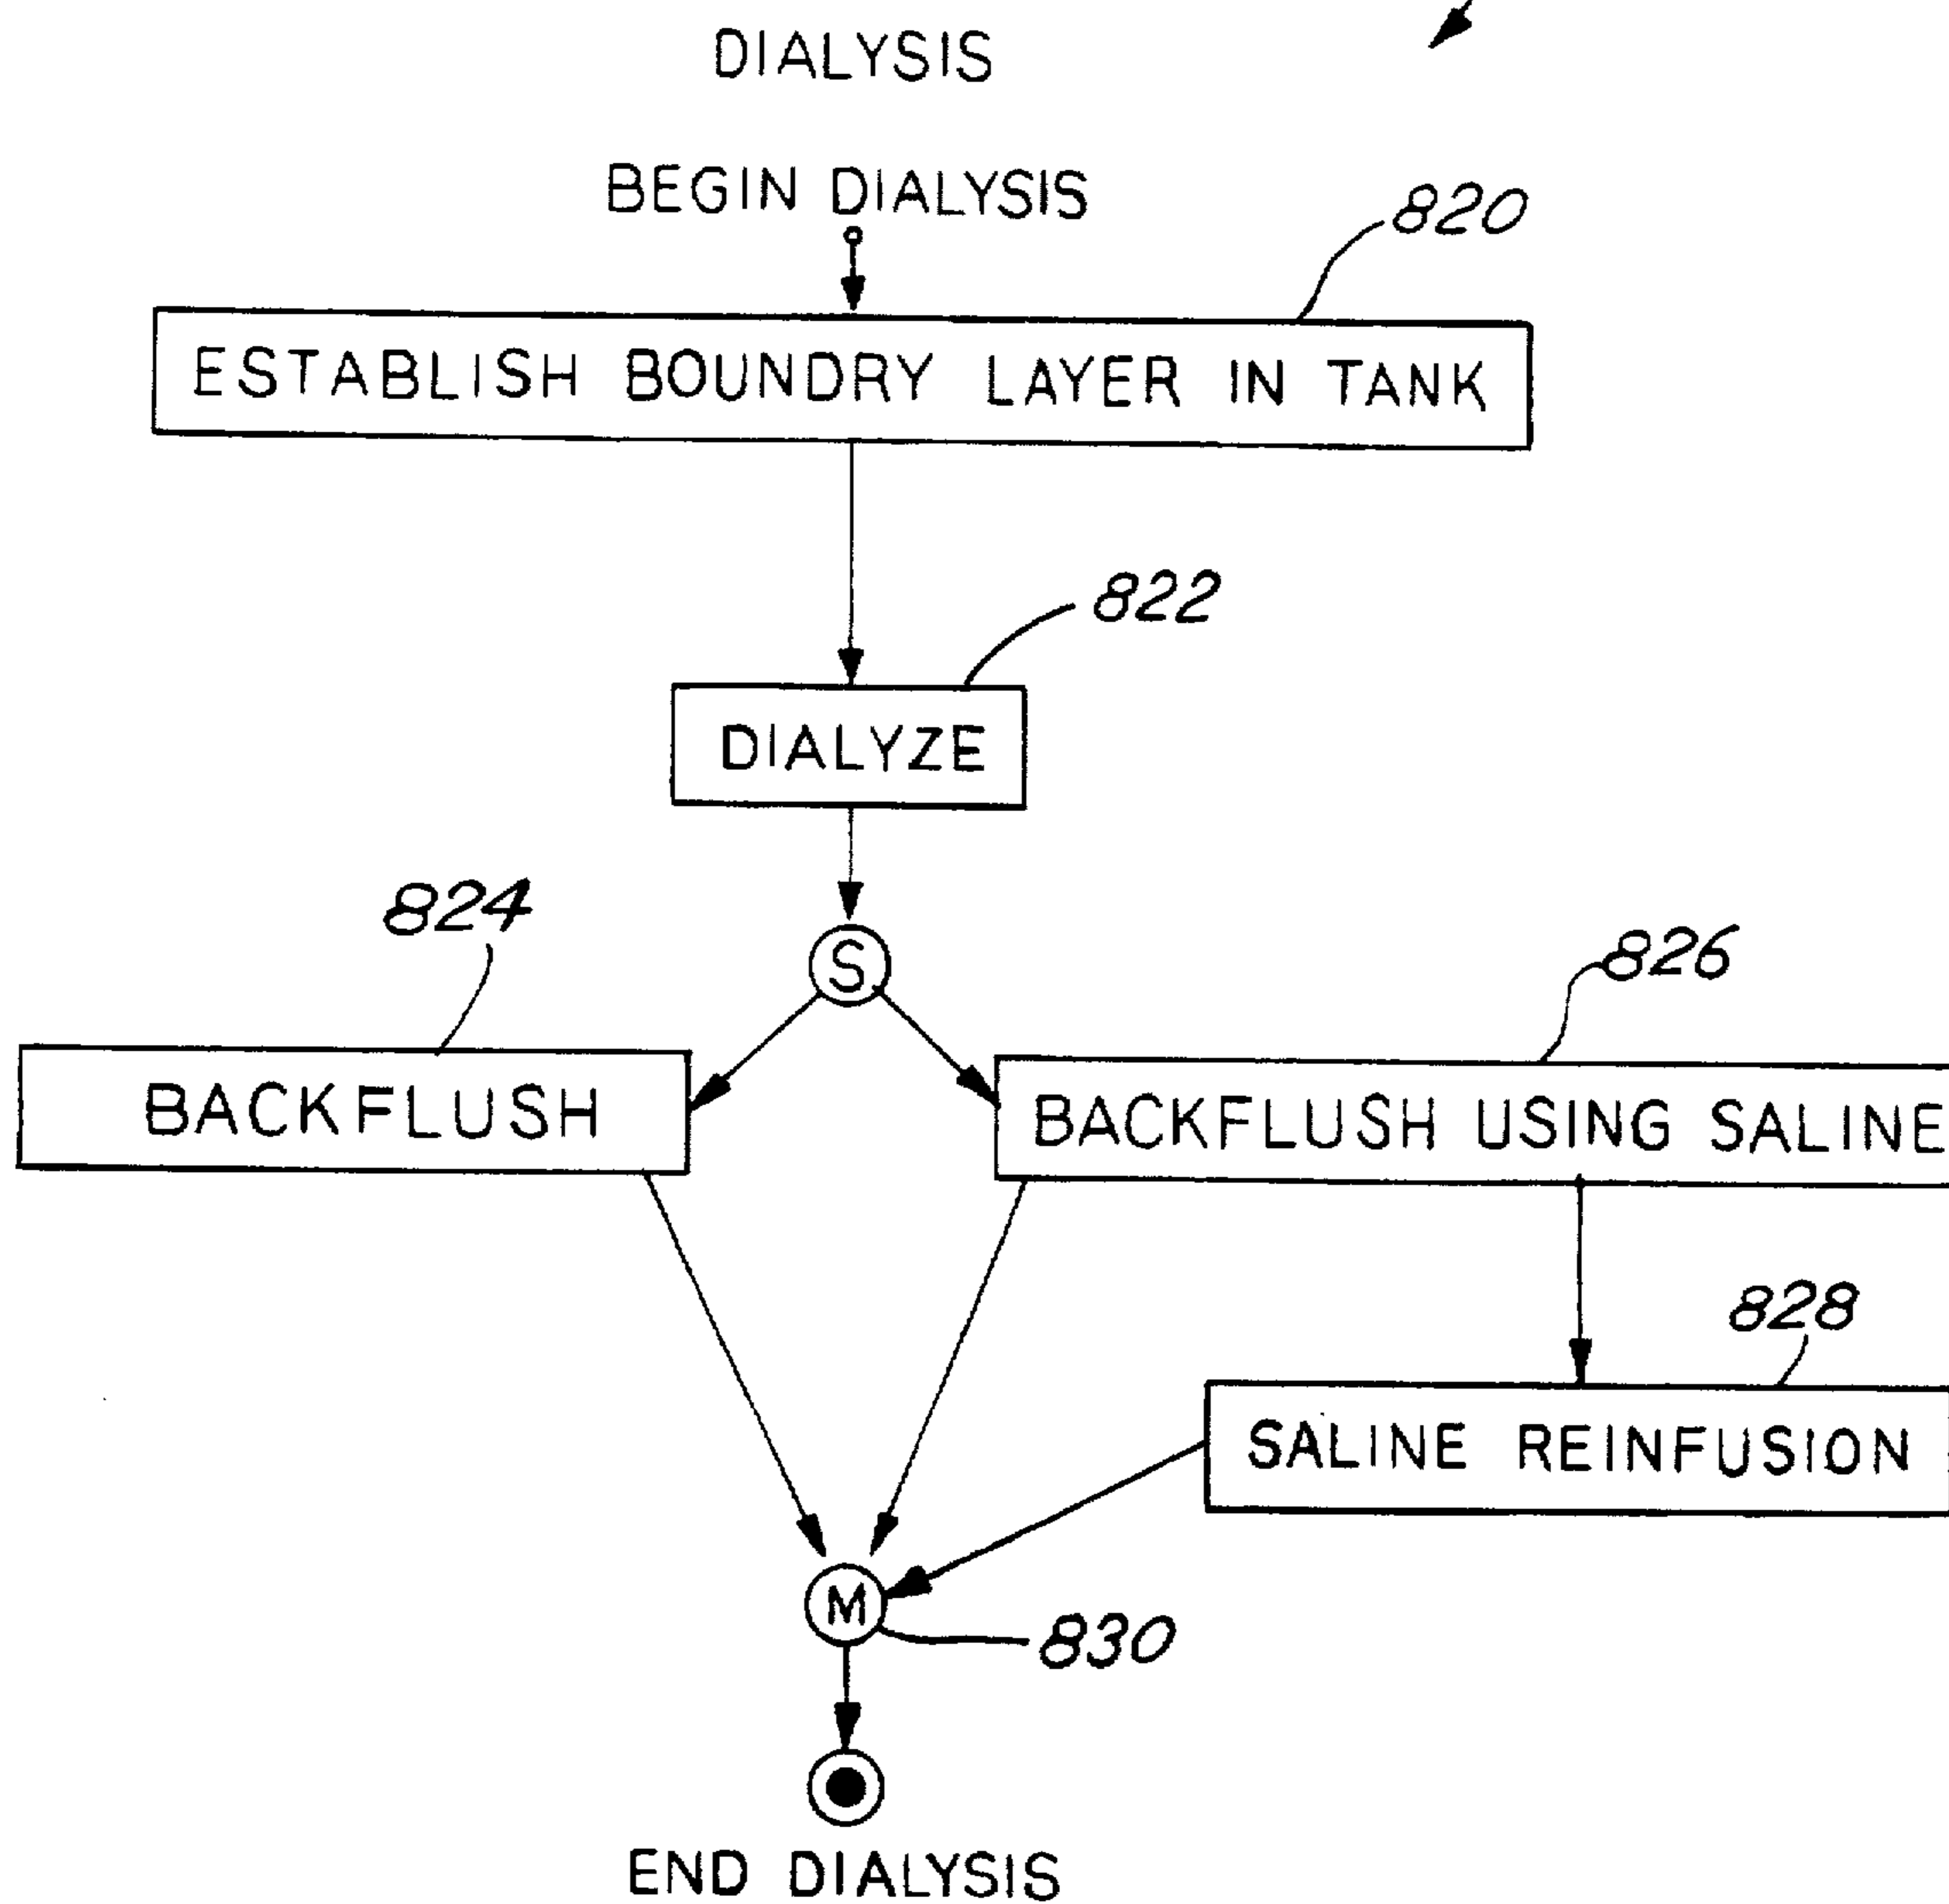 DIALYSIS
BEGIN DIALYSIS
820
ESTABLISH BOUNDRY LAYER IN TANK
822
DIALYZE
824
S
826
BACKFLUSH
BACKFLUSH USING SALINE
828
SALINE REINFUSION
M
830
END DIALYSIS